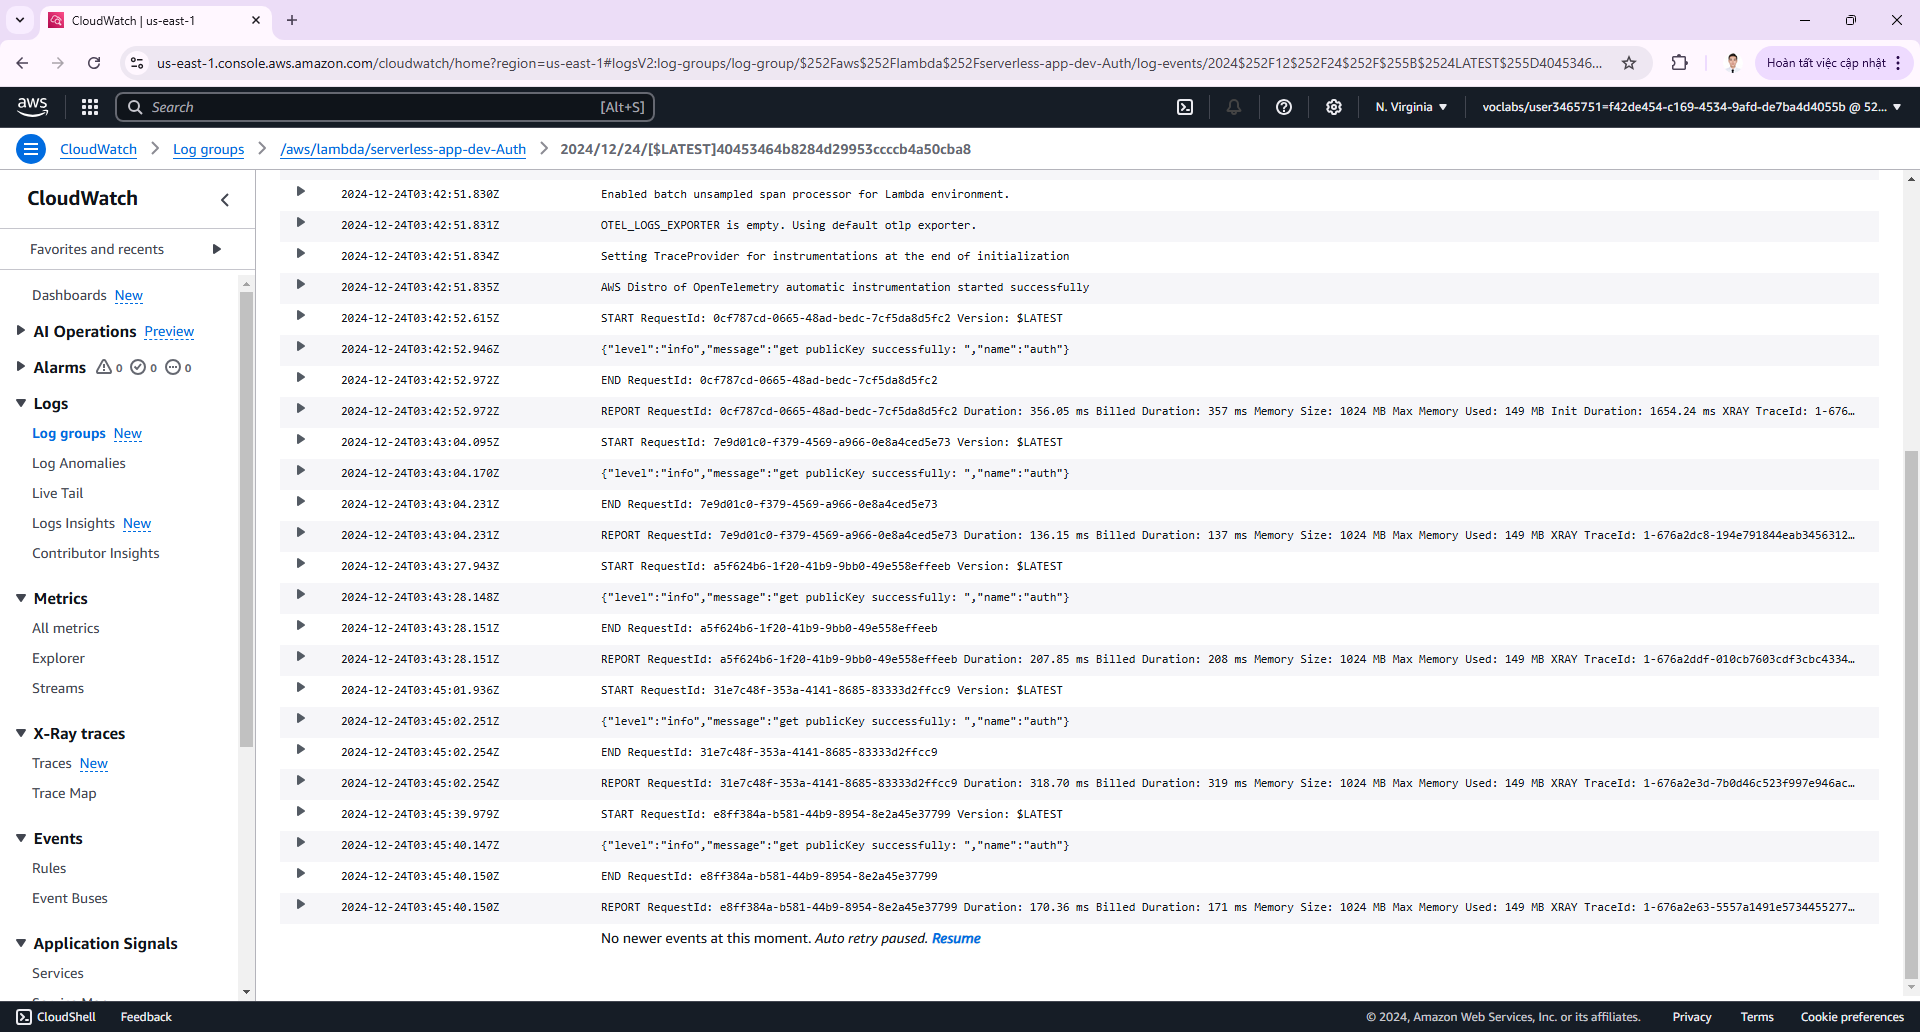 CloudWatch | us-east-1
us-east-1.console.aws.amazon.com/cloudwatch/home?region=us-east-1#logsV2:log-groups/log-group/$252Faws$252Flambda$252Fserverless-app-dev-Auth/log-events/2024$252F12$252F24$252F$255B$2524LATEST$255D4045346...
Hoàn tất việc cập nhật
aws
Search [Alt+S]
N. Virginia
voclabs/user3465751=f42de454-c169-4534-9afd-de7ba4d4055b @ 52...
CloudWatch
Log groups
/aws/lambda/serverless-app-dev-Auth
2024/12/24/[$LATEST]40453464b8284d29953ccccb4a50cba8
CloudWatch
Favorites and recents
Dashboards New
AI Operations Preview
Alarms 0 0 0
Logs
Log groups New
Log Anomalies
Live Tail
Logs Insights New
Contributor Insights
Metrics
All metrics
Explorer
Streams
X-Ray traces
Traces New
Trace Map
Events
Rules
Event Buses
Application Signals
Services
2024-12-24T03:42:51.830Z Enabled batch unsampled span processor for Lambda environment.
2024-12-24T03:42:51.831Z OTEL_LOGS_EXPORTER is empty. Using default otlp exporter.
2024-12-24T03:42:51.834Z Setting TraceProvider for instrumentations at the end of initialization
2024-12-24T03:42:51.835Z AWS Distro of OpenTelemetry automatic instrumentation started successfully
2024-12-24T03:42:52.615Z START RequestId: 0cf787cd-0665-48ad-bedc-7cf5da8d5fc2 Version: $LATEST
2024-12-24T03:42:52.946Z {"level":"info","message":"get publicKey successfully: ","name":"auth"}
2024-12-24T03:42:52.972Z END RequestId: 0cf787cd-0665-48ad-bedc-7cf5da8d5fc2
2024-12-24T03:42:52.972Z REPORT RequestId: 0cf787cd-0665-48ad-bedc-7cf5da8d5fc2 Duration: 356.05 ms Billed Duration: 357 ms Memory Size: 1024 MB Max Memory Used: 149 MB Init Duration: 1654.24 ms XRAY TraceId: 1-676…
2024-12-24T03:43:04.095Z START RequestId: 7e9d01c0-f379-4569-a966-0e8a4ced5e73 Version: $LATEST
2024-12-24T03:43:04.170Z {"level":"info","message":"get publicKey successfully: ","name":"auth"}
2024-12-24T03:43:04.231Z END RequestId: 7e9d01c0-f379-4569-a966-0e8a4ced5e73
2024-12-24T03:43:04.231Z REPORT RequestId: 7e9d01c0-f379-4569-a966-0e8a4ced5e73 Duration: 136.15 ms Billed Duration: 137 ms Memory Size: 1024 MB Max Memory Used: 149 MB XRAY TraceId: 1-676a2dc8-194e791844eab3456312…
2024-12-24T03:43:27.943Z START RequestId: a5f624b6-1f20-41b9-9bb0-49e558effeeb Version: $LATEST
2024-12-24T03:43:28.148Z {"level":"info","message":"get publicKey successfully: ","name":"auth"}
2024-12-24T03:43:28.151Z END RequestId: a5f624b6-1f20-41b9-9bb0-49e558effeeb
2024-12-24T03:43:28.151Z REPORT RequestId: a5f624b6-1f20-41b9-9bb0-49e558effeeb Duration: 207.85 ms Billed Duration: 208 ms Memory Size: 1024 MB Max Memory Used: 149 MB XRAY TraceId: 1-676a2ddf-010cb7603cdf3cbc4334…
2024-12-24T03:45:01.936Z START RequestId: 31e7c48f-353a-4141-8685-83333d2ffcc9 Version: $LATEST
2024-12-24T03:45:02.251Z {"level":"info","message":"get publicKey successfully: ","name":"auth"}
2024-12-24T03:45:02.254Z END RequestId: 31e7c48f-353a-4141-8685-83333d2ffcc9
2024-12-24T03:45:02.254Z REPORT RequestId: 31e7c48f-353a-4141-8685-83333d2ffcc9 Duration: 318.70 ms Billed Duration: 319 ms Memory Size: 1024 MB Max Memory Used: 149 MB XRAY TraceId: 1-676a2e3d-7b0d46c523f997e946ac…
2024-12-24T03:45:39.979Z START RequestId: e8ff384a-b581-44b9-8954-8e2a45e37799 Version: $LATEST
2024-12-24T03:45:40.147Z {"level":"info","message":"get publicKey successfully: ","name":"auth"}
2024-12-24T03:45:40.150Z END RequestId: e8ff384a-b581-44b9-8954-8e2a45e37799
2024-12-24T03:45:40.150Z REPORT RequestId: e8ff384a-b581-44b9-8954-8e2a45e37799 Duration: 170.36 ms Billed Duration: 171 ms Memory Size: 1024 MB Max Memory Used: 149 MB XRAY TraceId: 1-676a2e63-5557a1491e5734455277…
No newer events at this moment. Auto retry paused. Resume
CloudShell
Feedback
© 2024, Amazon Web Services, Inc. or its affiliates.
Privacy
Terms
Cookie preferences